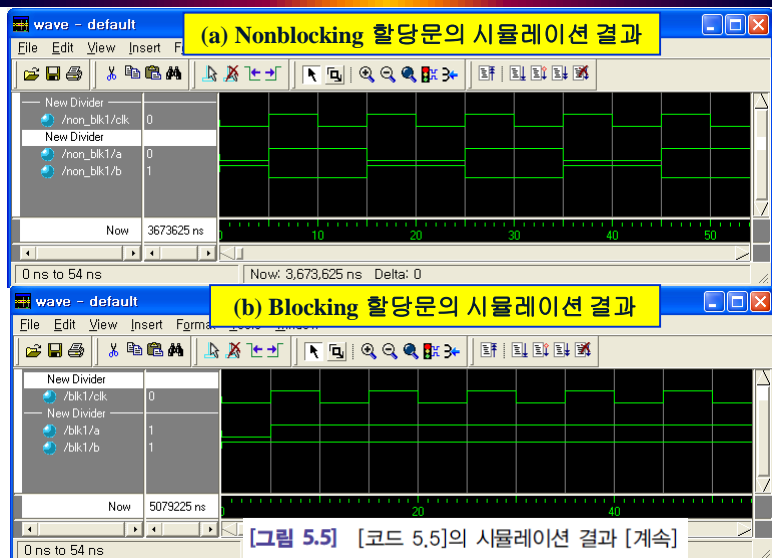 wave - default
(a) Nonblocking 할당문의 시뮬레이션 결과
File Edit View Insert
New Divider
/non_blk1/clk 0
New Divider
/non_blk1/a 0
/non_blk1/b 1
Now 3673625 ns
10 20 30 40 50
0 ns to 54 ns Now: 3,673,625 ns Delta: 0
wave - default
(b) Blocking 할당문의 시뮬레이션 결과
File Edit View Insert
New Divider
/blk1/clk 0
New Divider
/blk1/a 1
/blk1/b 1
Now 5079225 ns
20 40
[그림 5.5] [코드 5.5]의 시뮬레이션 결과 [계속]
0 ns to 54 ns